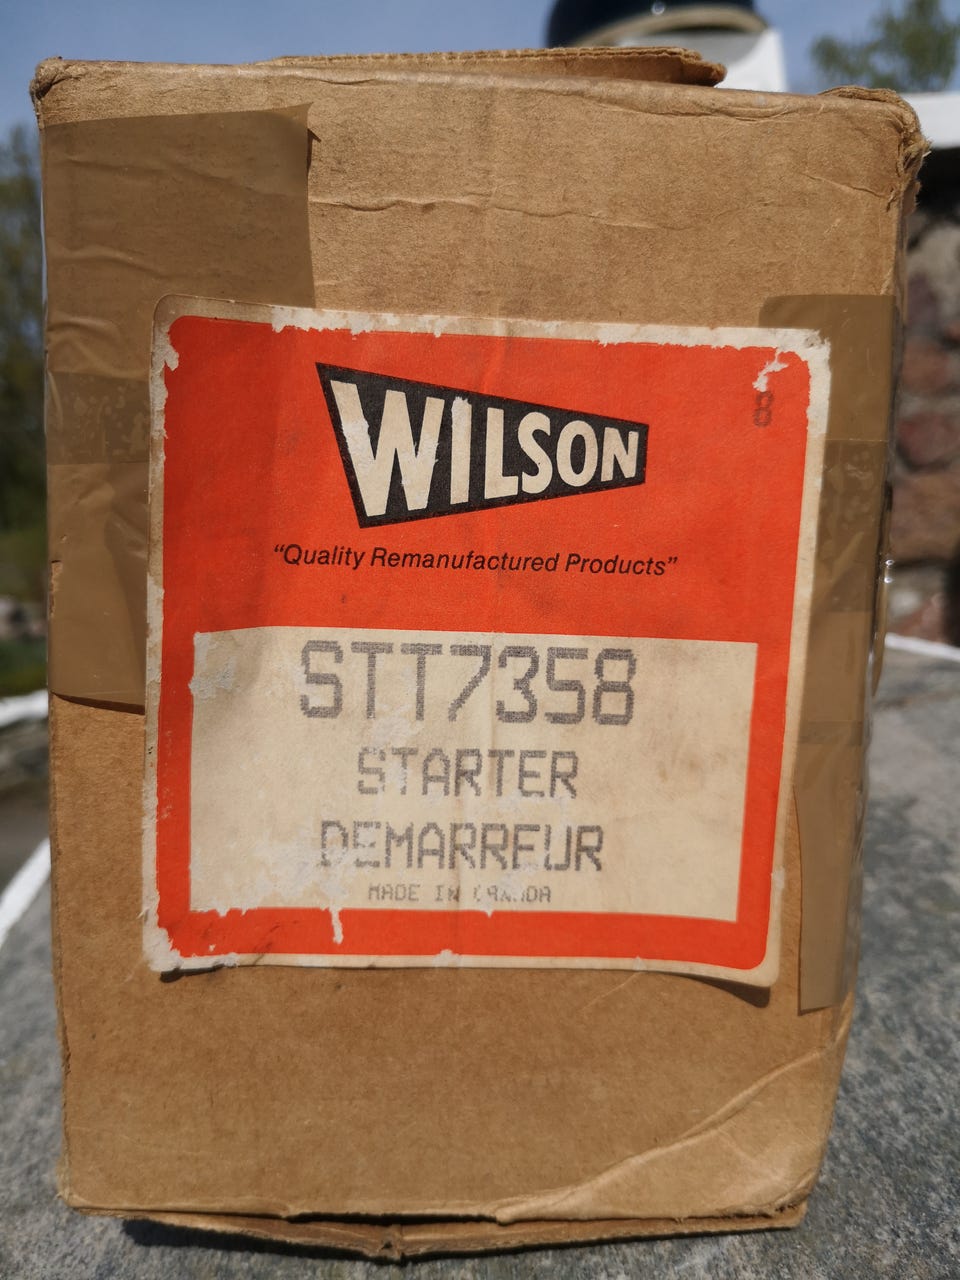 WILSON
8
"Quality Remanufactured Products"
STT7358
STARTER
DEMARREUR
MADE IN CANADA